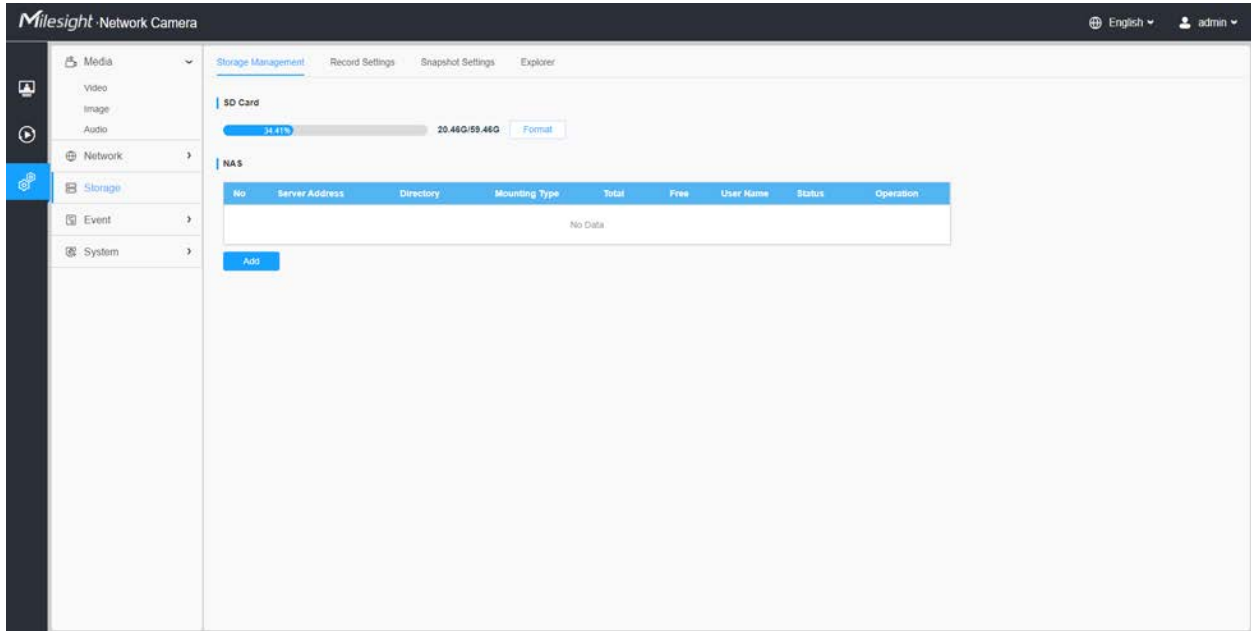 Milesight · Network Camera
English
admin
Media
Video
Image
Audio
Network
Storage
Event
System
Storage Management Record Settings Snapshot Settings Explorer
SD Card
34.41% 20.46G/59.46G Format
NAS
No Server Address Directory Mounting Type Total Free User Name Status Operation
No Data
Add